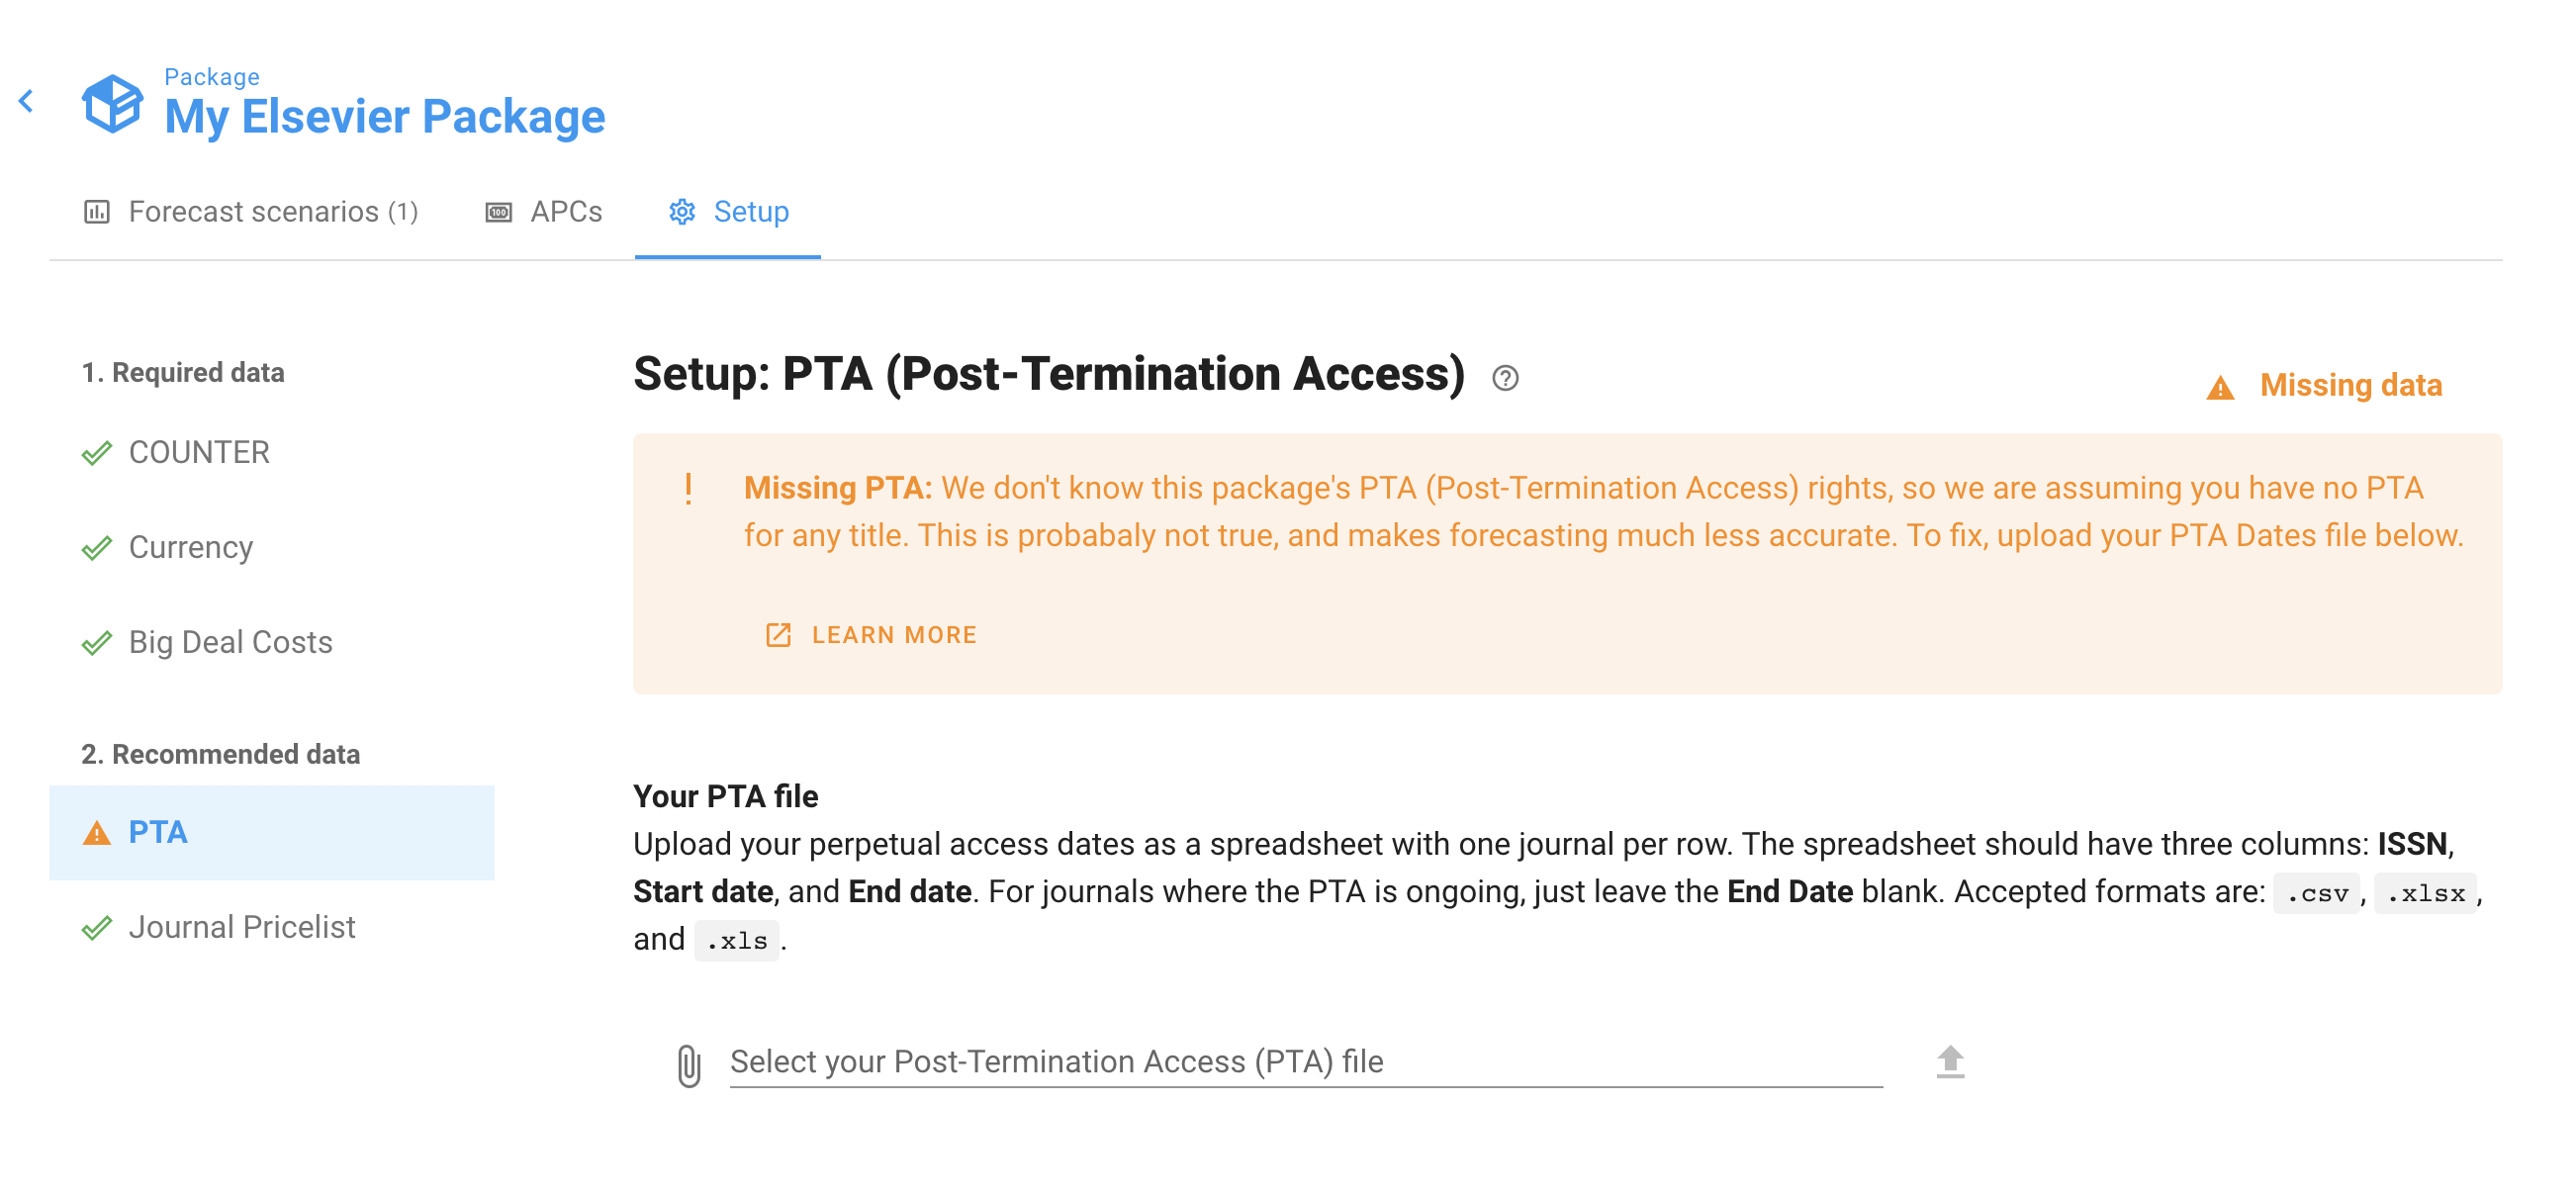 Package
My Elsevier Package
Forecast scenarios (1)
APCs
Setup
1. Required data
COUNTER
Currency
Big Deal Costs
2. Recommended data
PTA
Journal Pricelist
Setup: PTA (Post-Termination Access)
Missing data
Missing PTA: We don't know this package's PTA (Post-Termination Access) rights, so we are assuming you have no PTA
for any title. This is probabaly not true, and makes forecasting much less accurate. To fix, upload your PTA Dates file below.
LEARN MORE
Your PTA file
Upload your perpetual access dates as a spreadsheet with one journal per row. The spreadsheet should have three columns: ISSN,
Start date, and End date. For journals where the PTA is ongoing, just leave the End Date blank. Accepted formats are: .csv, .xlsx,
and .xls.
Select your Post-Termination Access (PTA) file